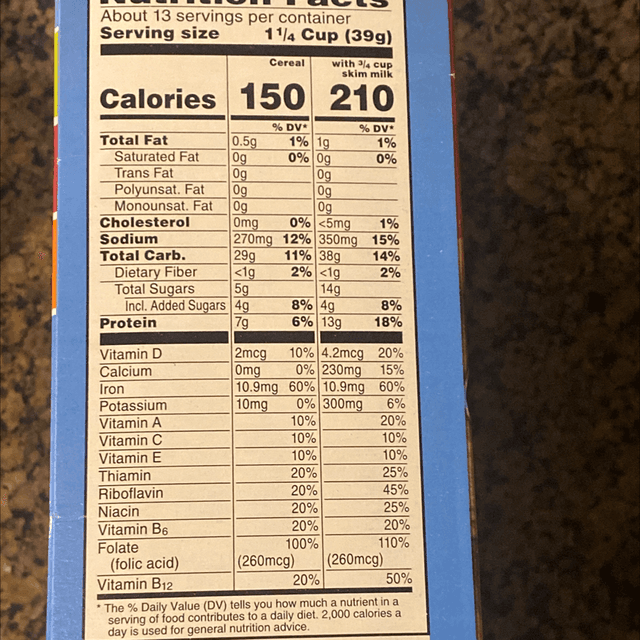 Nutrition Facts
About 13 servings per container
Serving size 1 1/4 Cup (39g)
Cereal with 3/4 cup
skim milk
Calories 150 210
% DV* % DV*
Total Fat 0.5g 1% 1g 1%
Saturated Fat 0g 0% 0g 0%
Trans Fat 0g 0g
Polyunsat. Fat 0g 0g
Monounsat. Fat 0g 0g
Cholesterol 0mg 0% <5mg 1%
Sodium 270mg 12% 350mg 15%
Total Carb. 29g 11% 38g 14%
Dietary Fiber <1g 2% <1g 2%
Total Sugars 5g 14g
Incl. Added Sugars 4g 8% 4g 8%
Protein 7g 6% 13g 18%
Vitamin D 2mcg 10% 4.2mcg 20%
Calcium 0mg 0% 230mg 15%
Iron 10.9mg 60% 10.9mg 60%
Potassium 10mg 0% 300mg 6%
Vitamin A 10% 20%
Vitamin C 10% 10%
Vitamin E 10% 10%
Thiamin 20% 25%
Riboflavin 20% 45%
Niacin 20% 25%
Vitamin B6 20% 20%
Folate 100% 110%
(folic acid) (260mcg) (260mcg)
Vitamin B12 20% 50%
* The % Daily Value (DV) tells you how much a nutrient in a
serving of food contributes to a daily diet. 2,000 calories a
day is used for general nutrition advice.